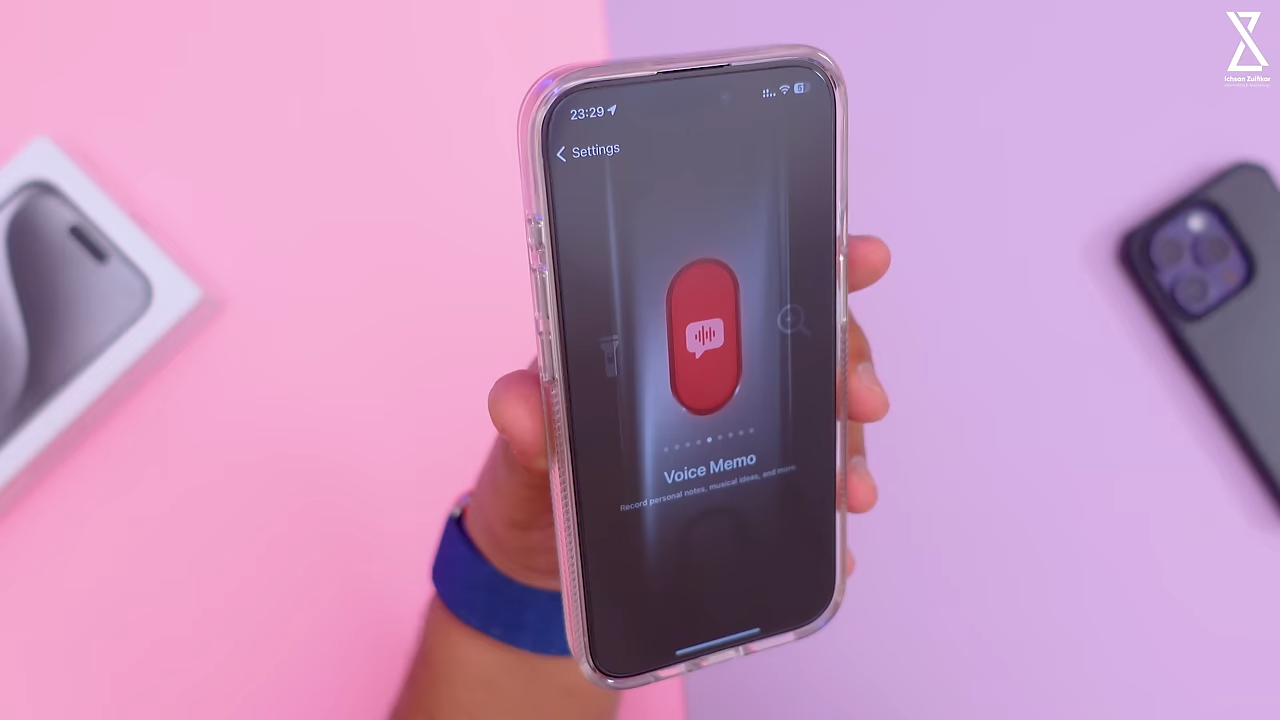 Ichsan Zulfikar
23:29
Settings
Voice Memo
Record personal notes, musical ideas, and more.